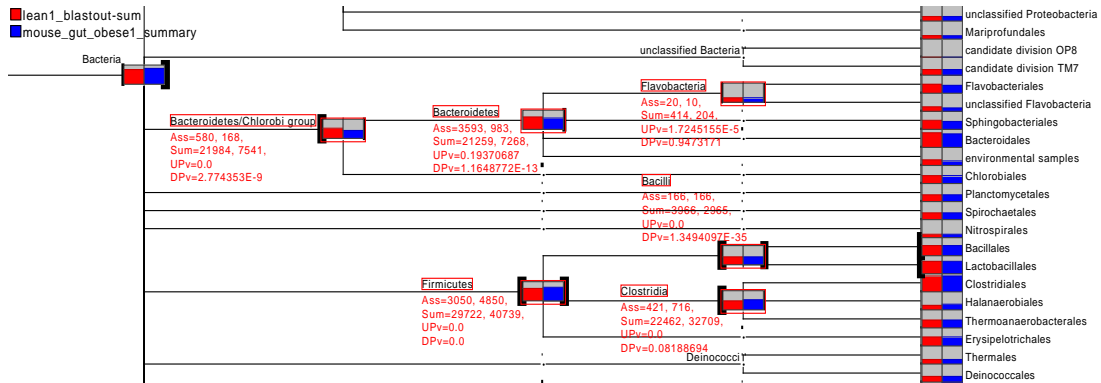 lean1_blastout-sum
mouse_gut_obese1_summary
Bacteria
unclassified Bacteria
Bacteroidetes/Chlorobi group
Ass=580, 168,
Sum=21984, 7541,
UPv=0.0
DPv=2.774353E-9
Bacteroidetes
Ass=3593, 983,
Sum=21259, 7268,
UPv=0.19370687
DPv=1.1648772E-13
Flavobacteria
Ass=20, 10,
Sum=414, 204,
UPv=1.7245155E-5
DPv=0.9473171
Bacilli
Ass=166, 166,
Sum=3966, 2965,
UPv=0.0
DPv=1.3494097E-35
Firmicutes
Ass=3050, 4850,
Sum=29722, 40739,
UPv=0.0
DPv=0.0
Clostridia
Ass=421, 716,
Sum=22462, 32709,
UPv=0.0
DPv=0.08188694
Deinococci
unclassified Proteobacteria
Mariprofundales
candidate division OP8
candidate division TM7
Flavobacteriales
unclassified Flavobacteria
Sphingobacteriales
Bacteroidales
environmental samples
Chlorobiales
Planctomycetales
Spirochaetales
Nitrospirales
Bacillales
Lactobacillales
Clostridiales
Halanaerobiales
Thermoanaerobacterales
Erysipelotrichales
Thermales
Deinococcales